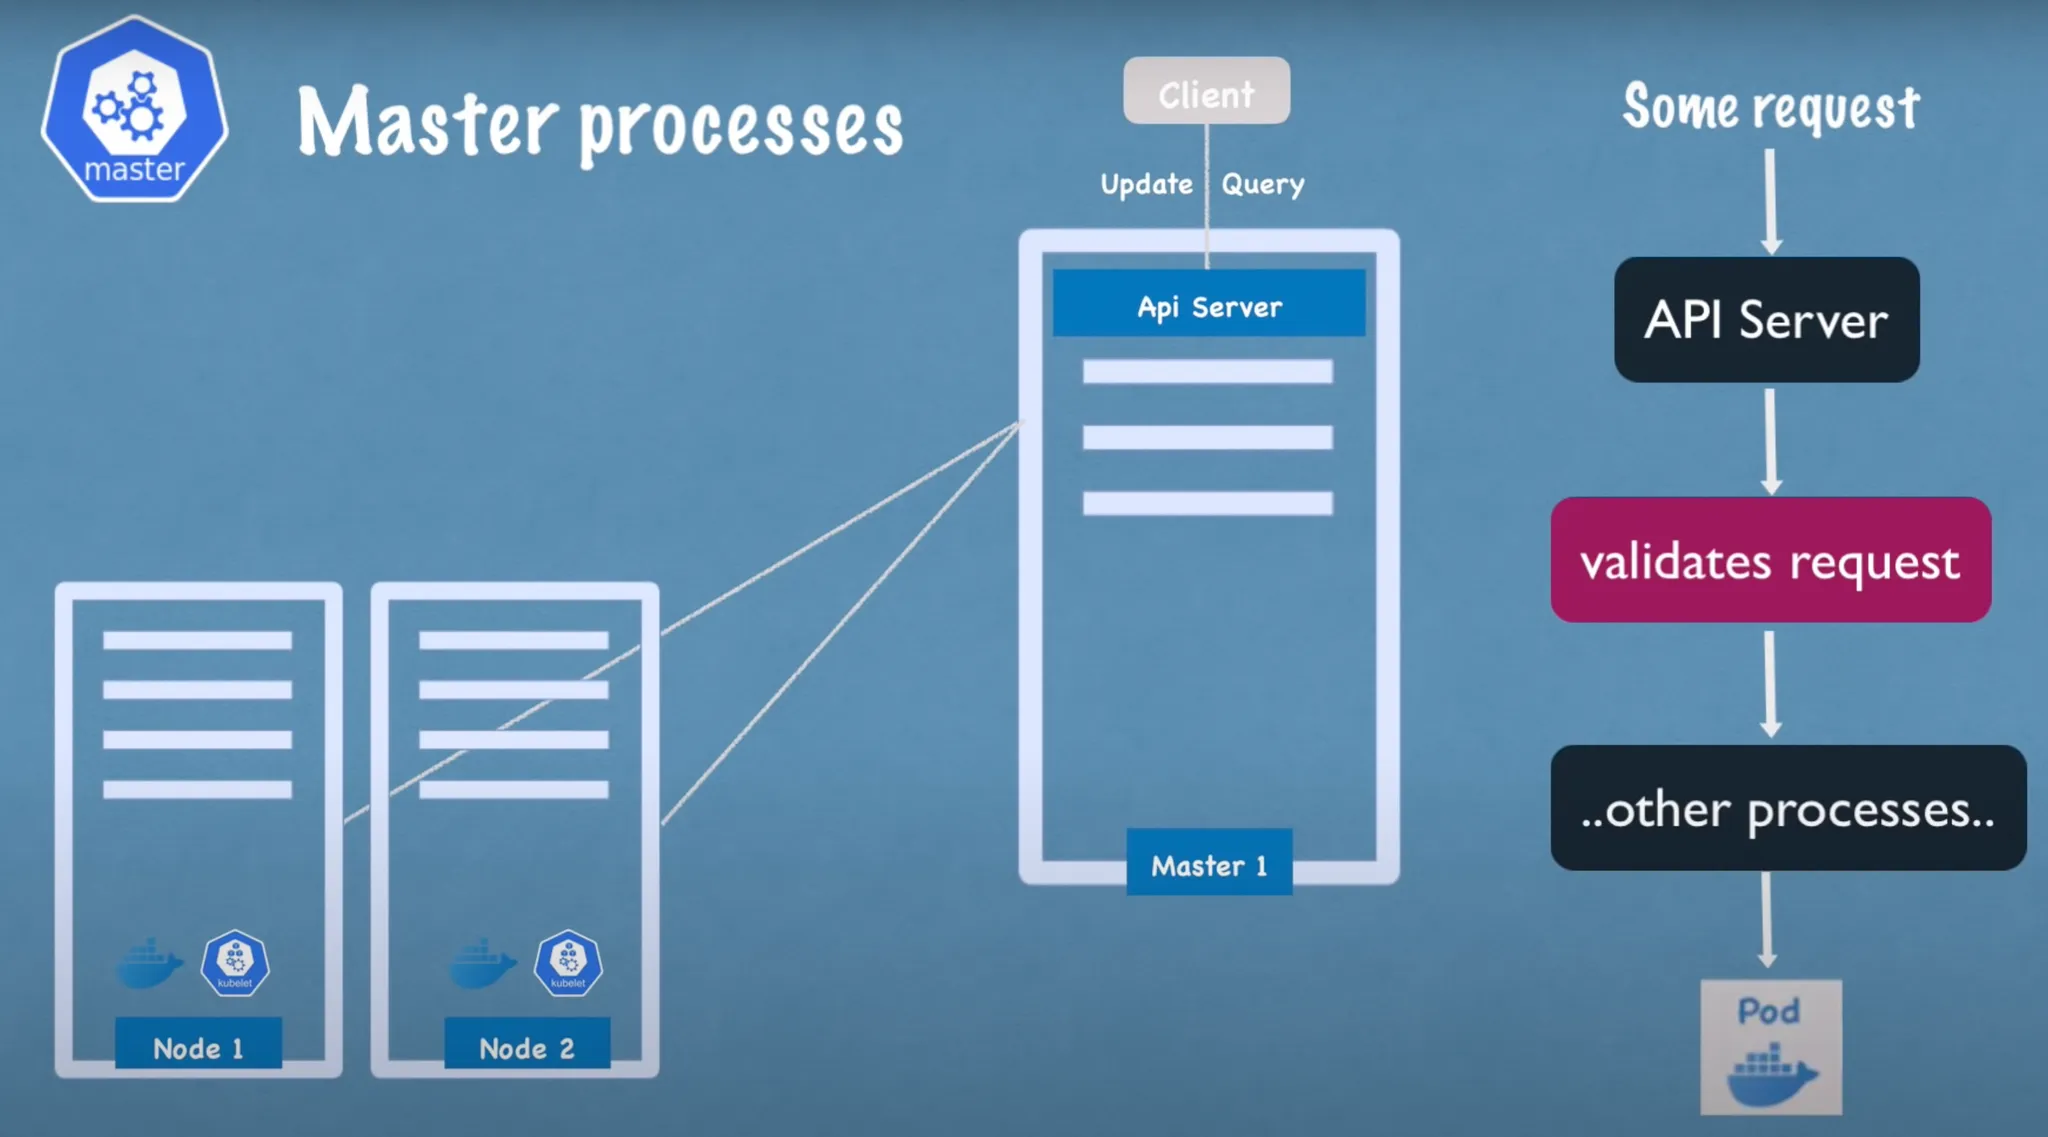 master
Master processes
Client
Update Query
Api Server
Master 1
Node 1
kubelet
Node 2
kubelet
Some request
API Server
validates request
..other processes..
Pod